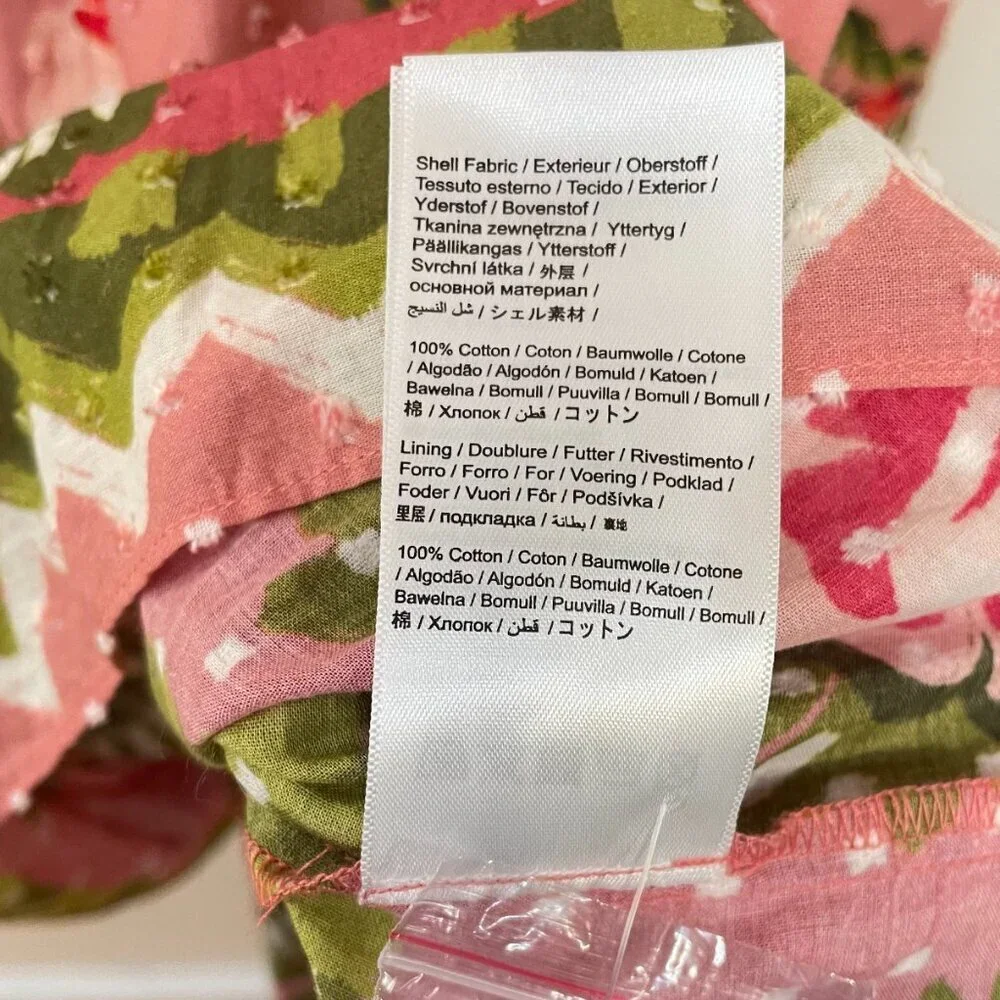 Shell Fabric / Exterieur / Oberstoff /
Tessuto esterno / Tecido / Exterior /
Yderstof / Bovenstof /
Tkanina zewnętrzna / Yttertyg /
Päällikangas / Ytterstoff /
Svrchní látka / 外层 /
основной материал /
شل النسيج / シェル素材 /
100% Cotton / Coton / Baumwolle / Cotone
/ Algodão / Algodón / Bomuld / Katoen /
Bawełna / Bomull / Puuvilla / Bomull / Bomull /
棉 / Хлопок / قطن / コットン
Lining / Doublure / Futter / Rivestimento /
Forro / Forro / For / Voering / Podklad /
Foder / Vuori / Fôr / Podšívka /
里层 / подкладка / بطانة / 裏地
100% Cotton / Coton / Baumwolle / Cotone
/ Algodão / Algodón / Bomuld / Katoen /
Bawełna / Bomull / Puuvilla / Bomull / Bomull /
棉 / Хлопок / قطن / コットン